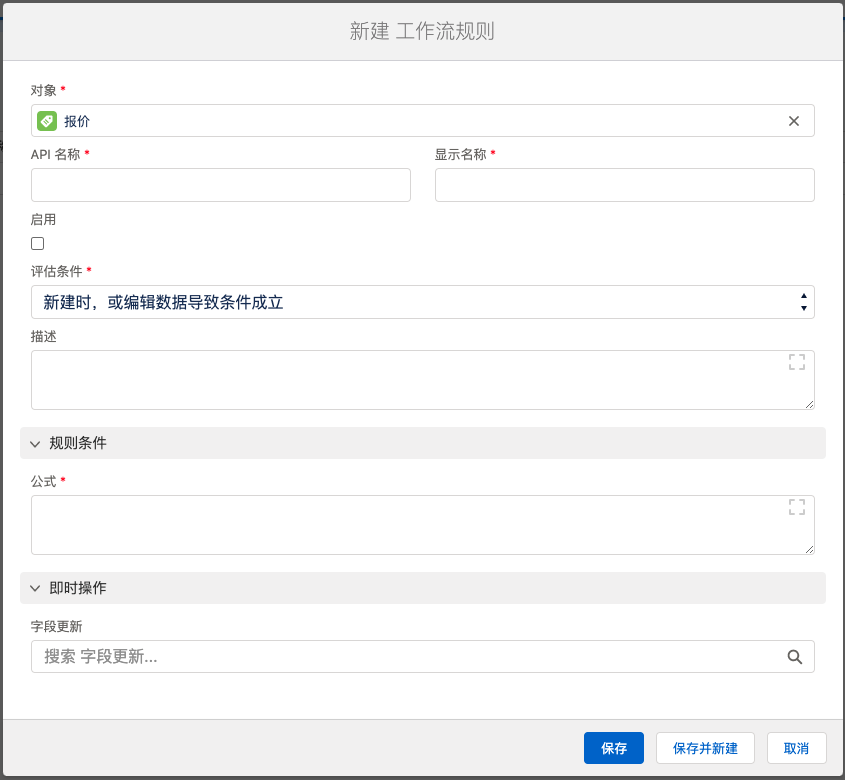 新建 工作流规则
对象 *
报价
API 名称 *
显示名称 *
启用
评估条件 *
新建时，或编辑数据导致条件成立
描述
规则条件
公式 *
即时操作
字段更新
搜索 字段更新...
保存
保存并新建
取消